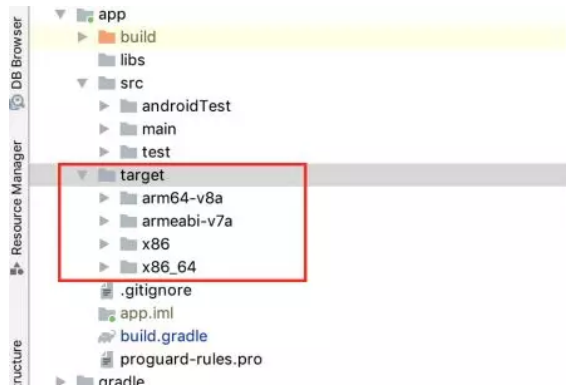 DB Browser
Resource Manager
ructure
app
build
libs
src
androidTest
main
test
target
arm64-v8a
armeabi-v7a
x86
x86_64
.gitignore
app.iml
build.gradle
proguard-rules.pro
gradle